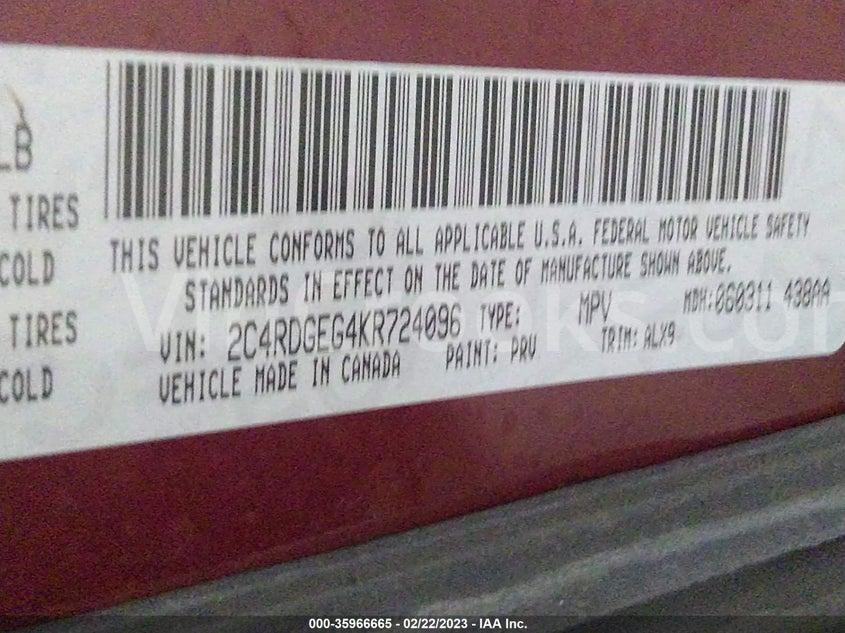 LB
TIRES
COLD
TIRES
COLD
THIS VEHICLE CONFORMS TO ALL APPLICABLE U.S.A. FEDERAL MOTOR VEHICLE SAFETY
STANDARDS IN EFFECT ON THE DATE OF MANUFACTURE SHOWN ABOVE.
VIN: 2C4RDGEG4KR724096 TYPE: MPV MDH:060311 438AA
VEHICLE MADE IN CANADA PAINT: PRV TRIM: ALX9
000-35966665 / 02/22/2023 - IAA Inc.